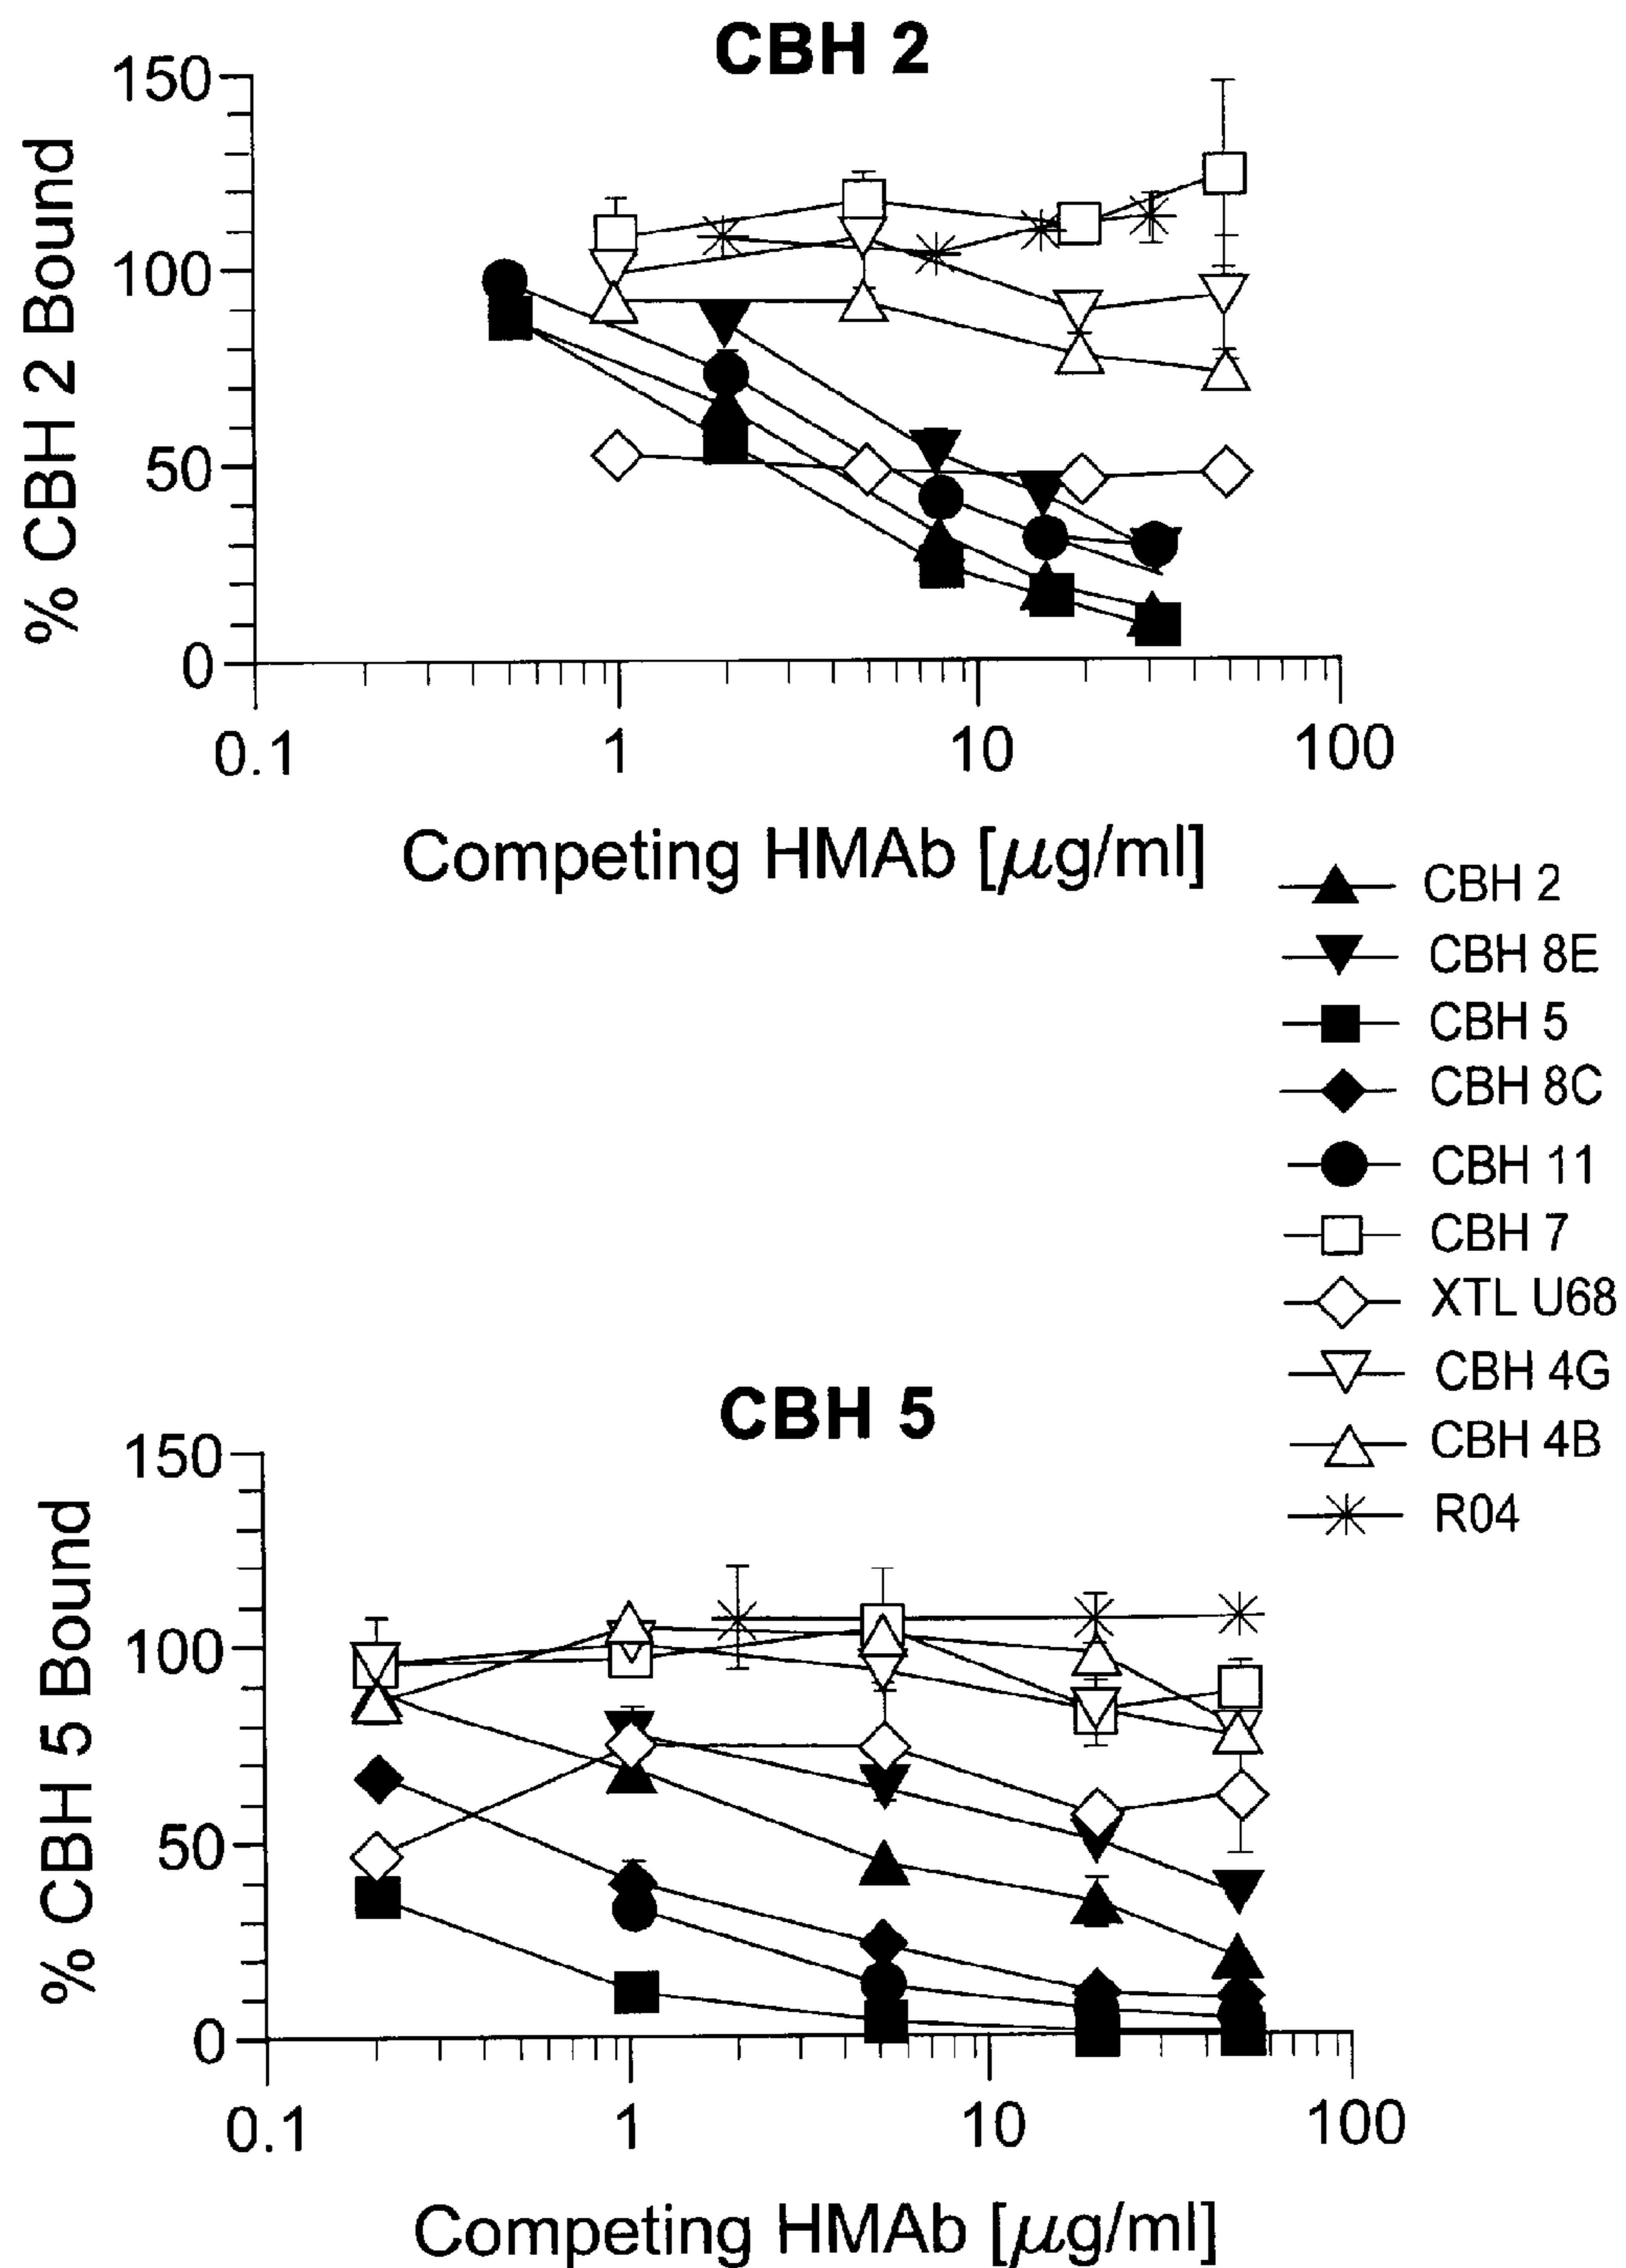 CBH 2
150
100
50
0
% CBH 2 Bound
0.1 1 10 100
Competing HMAb [μg/ml]
CBH 2
CBH 8E
CBH 5
CBH 8C
CBH 11
CBH 7
XTL U68
CBH 4G
CBH 4B
R04
CBH 5
150
100
50
0
% CBH 5 Bound
0.1 1 10 100
Competing HMAb [μg/ml]